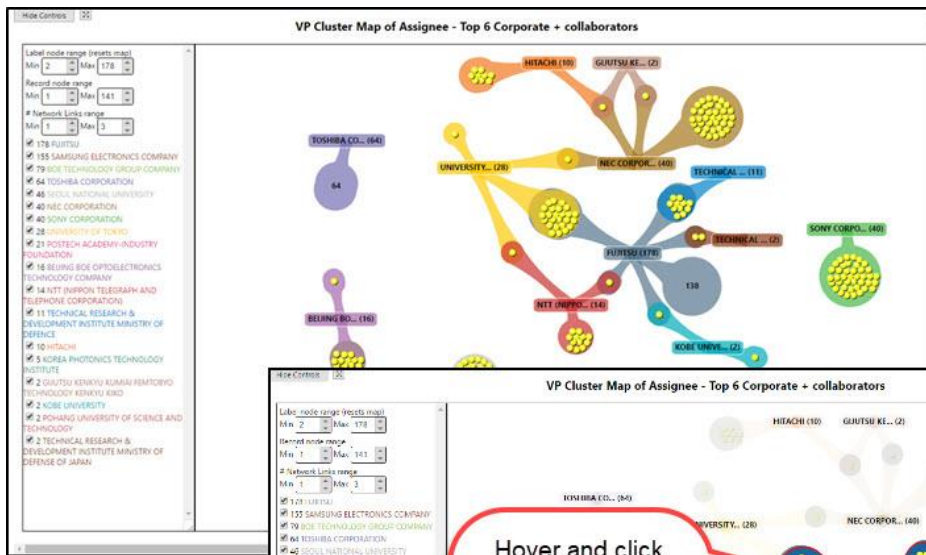 Hide Controls
VP Cluster Map of Assignee - Top 6 Corporate + collaborators
Label node range (resets map)
Min 2 Max 178
Record node range
Min 1 Max 141
# Network Links range
Min 1 Max 3
178 FUJITSU
155 SAMSUNG ELECTRONICS COMPANY
79 BOE TECHNOLOGY GROUP COMPANY
64 TOSHIBA CORPORATION
46 SEOUL NATIONAL UNIVERSITY
40 NEC CORPORATION
40 SONY CORPORATION
28 UNIVERSITY OF TOKYO
21 POSTECH ACADEMY-INDUSTRY
FOUNDATION
16 BEIJING BOE OPTOELECTRONICS
TECHNOLOGY COMPANY
14 NTT (NIPPON TELEGRAPH AND
TELEPHONE CORPORATION)
11 TECHNICAL RESEARCH &
DEVELOPMENT INSTITUTE MINISTRY OF
DEFENCE
10 HITACHI
5 KOREA PHOTONICS TECHNOLOGY
INSTITUTE
2 GIJUTSU KENKYU KUMIAI FEMTOBYO
TECHNOLOGY KENKYU KIKO
2 KOBE UNIVERSITY
2 POHANG UNIVERSITY OF SCIENCE AND
TECHNOLOGY
2 TECHNICAL RESEARCH &
DEVELOPMENT INSTITUTE MINISTRY OF
DEFENSE OF JAPAN
HITACHI (10)
GIJUTSU KE... (2)
TOSHIBA CO... (64)
64
UNIVERSITY... (28)
NEC CORPOR... (40)
TECHNICAL ... (11)
TECHNICAL ... (2)
SONY CORPO... (40)
FUJITSU (178)
138
NTT (NIPPO... (14)
BEIJING BO... (16)
KOBE UNIVE... (2)
Hide Controls
VP Cluster Map of Assignee - Top 6 Corporate + collaborators
Label node range (resets map)
Min 2 Max 178
Record node range
Min 1 Max 141
# Network Links range
Min 1 Max 3
178 FUJITSU
155 SAMSUNG ELECTRONICS COMPANY
79 BOE TECHNOLOGY GROUP COMPANY
64 TOSHIBA CORPORATION
46 SEOUL NATIONAL UNIVERSITY
HITACHI (10)
GIJUTSU KE... (2)
TOSHIBA CO... (64)
UNIVERSITY... (28)
NEC CORPOR... (40)
Hover and click